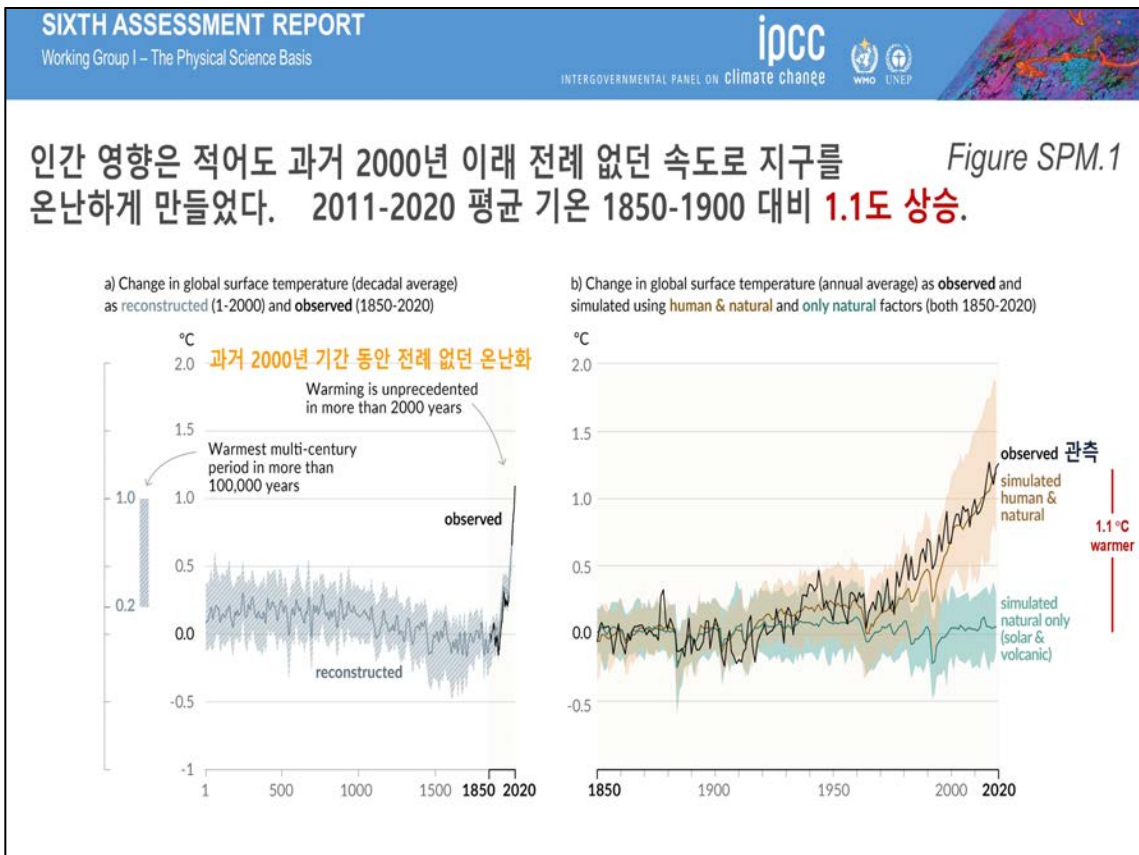 SIXTH ASSESSMENT REPORT
Working Group I – The Physical Science Basis
ipcc
INTERGOVERNMENTAL PANEL ON climate change
WMO UNEP
인간 영향은 적어도 과거 2000년 이래 전례 없던 속도로 지구를
온난하게 만들었다. 2011-2020 평균 기온 1850-1900 대비 1.1도 상승.
Figure SPM.1
a) Change in global surface temperature (decadal average)
as reconstructed (1-2000) and observed (1850-2020)
°C
2.0
과거 2000년 기간 동안 전례 없던 온난화
Warming is unprecedented
in more than 2000 years
1.5
Warmest multi-century
period in more than
100,000 years
1.0
1.0
observed
0.5
0.2
0.0
reconstructed
-0.5
-1
1 500 1000 1500 1850 2020
b) Change in global surface temperature (annual average) as observed and
simulated using human & natural and only natural factors (both 1850-2020)
°C
2.0
1.5
observed 관측
simulated
human &
natural
1.0
1.1 °C
warmer
0.5
simulated
natural only
(solar &
volcanic)
0.0
-0.5
1850 1900 1950 2000 2020